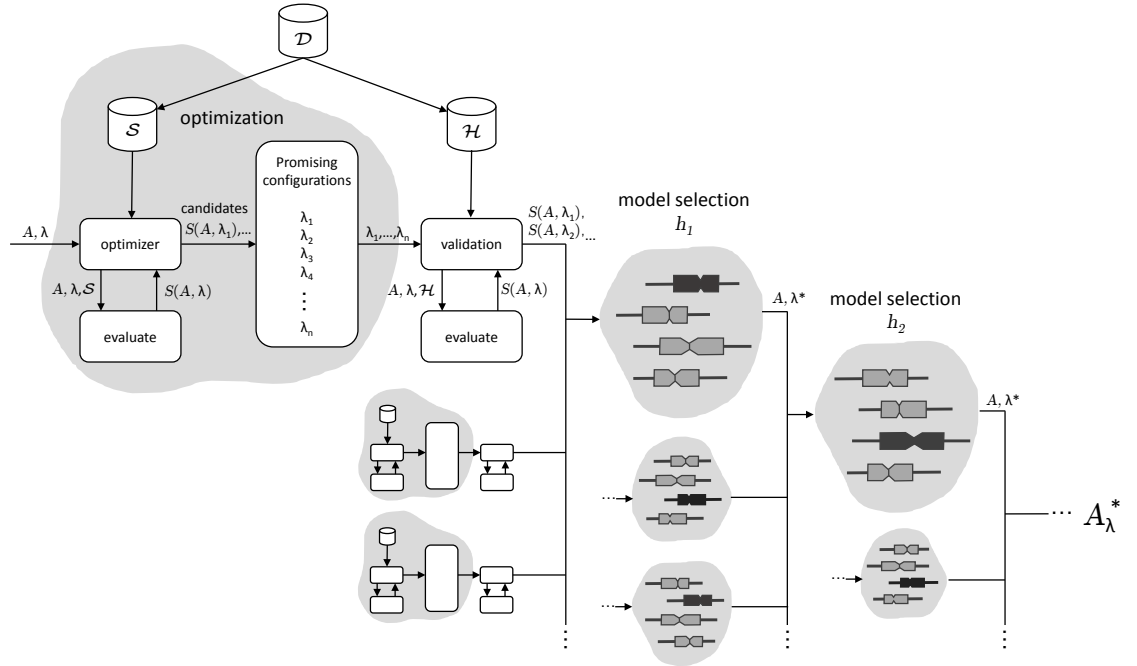 𝒟
𝒮
optimization
ℋ
Promising
configurations
λ₁
λ₂
λ₃
λ₄
⋮
λₙ
A, λ
optimizer
candidates
S(A, λ₁),...
λ₁,...,λₙ
validation
S(A, λ₁),
S(A, λ₂),...
A, λ, 𝒮
S(A, λ)
evaluate
A, λ, ℋ
S(A, λ)
evaluate
model selection
h₁
A, λ*
model selection
h₂
A, λ*
...
...
...
...
⋮
⋮
⋮
A*λ